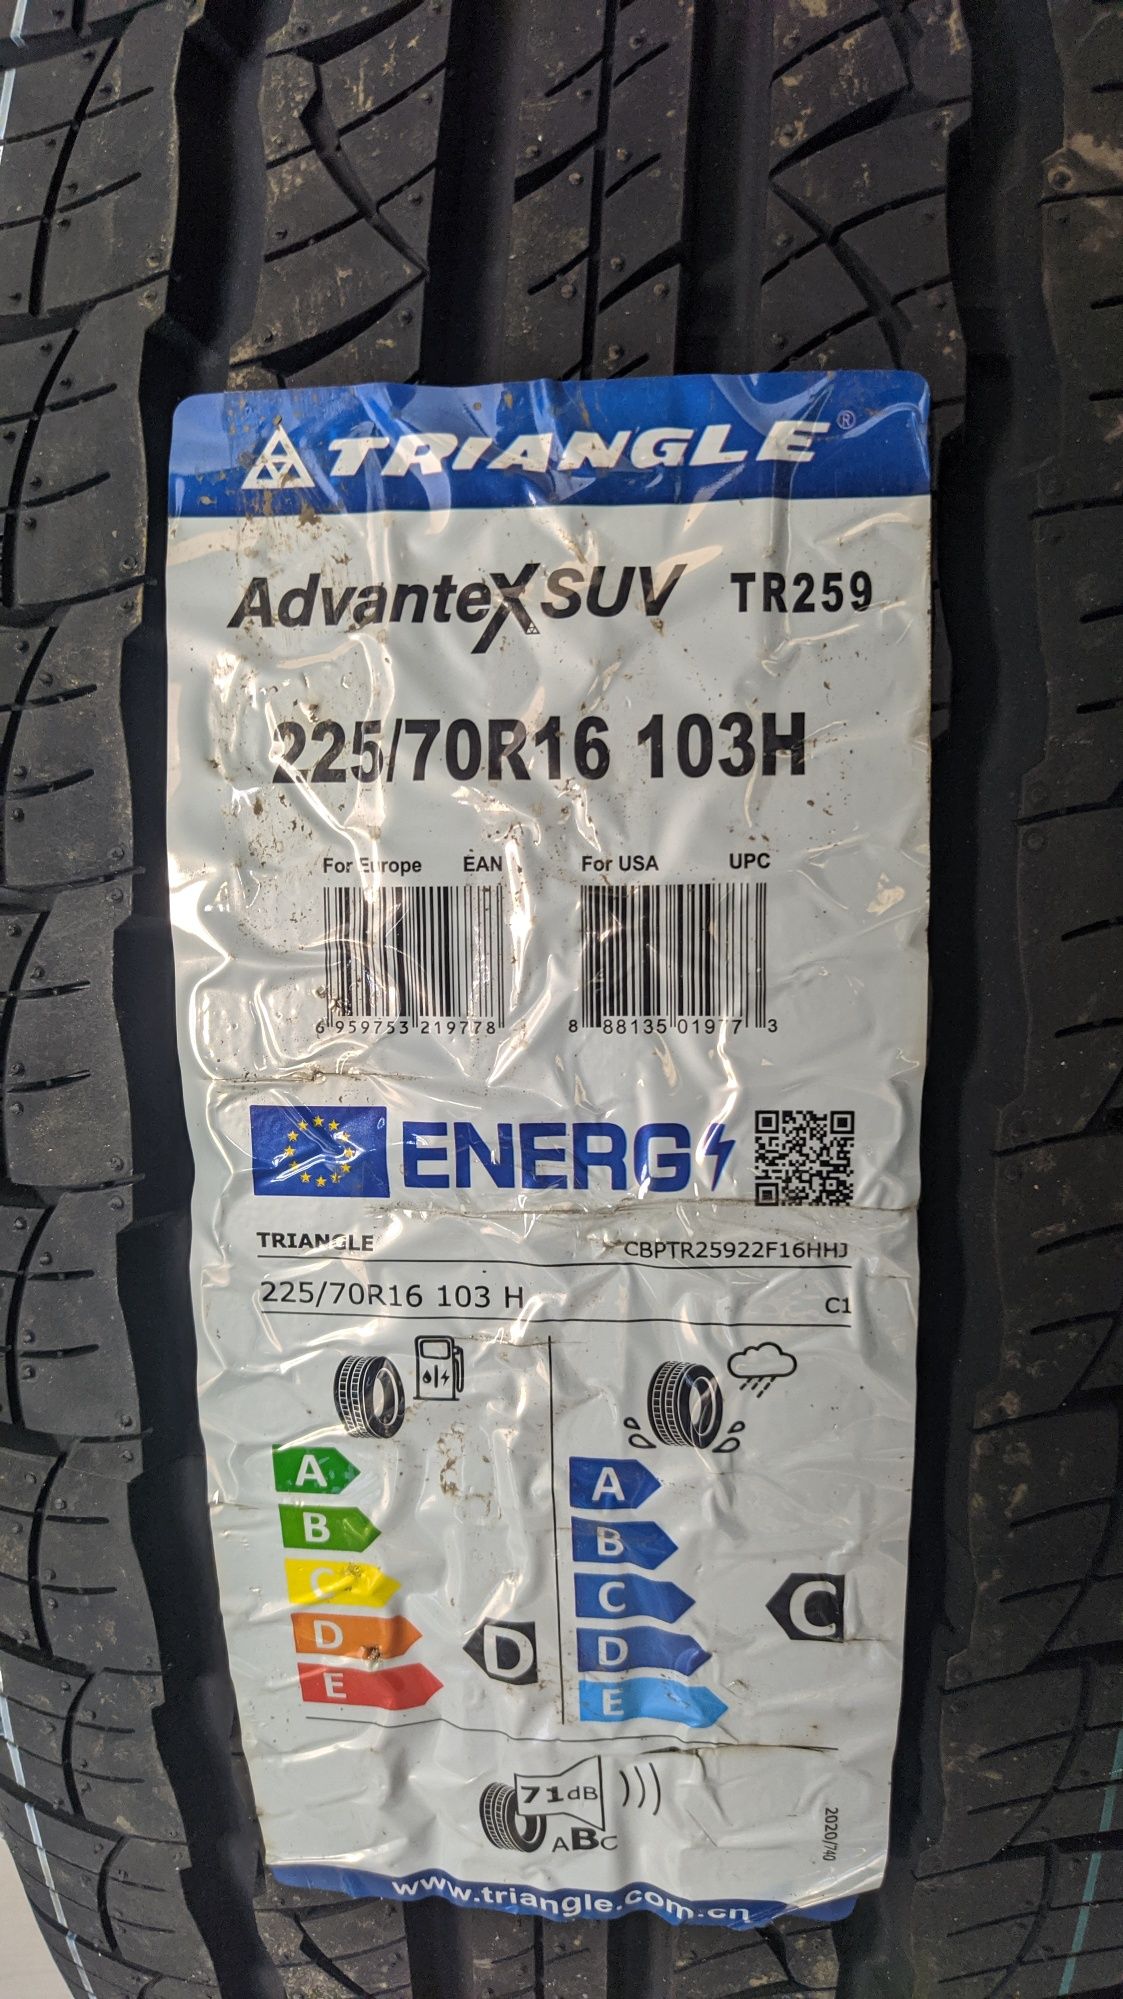 TRIANGLE®
AdvanteX SUV TR259
225/70R16 103H
For Europe EAN For USA UPC
6 959753 219778 8 88135 01977 3
ENERG
TRIANGLE CBPTR25922F16HHJ
225/70R16 103 H C1
A A
B B
C C C
D D D
E E
71dB
ABC
2020/740
www.triangle.com.cn